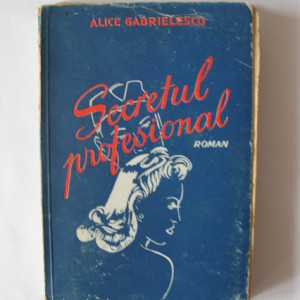 ALICE GABRIELESCU
Secretul
profesional
ROMAN